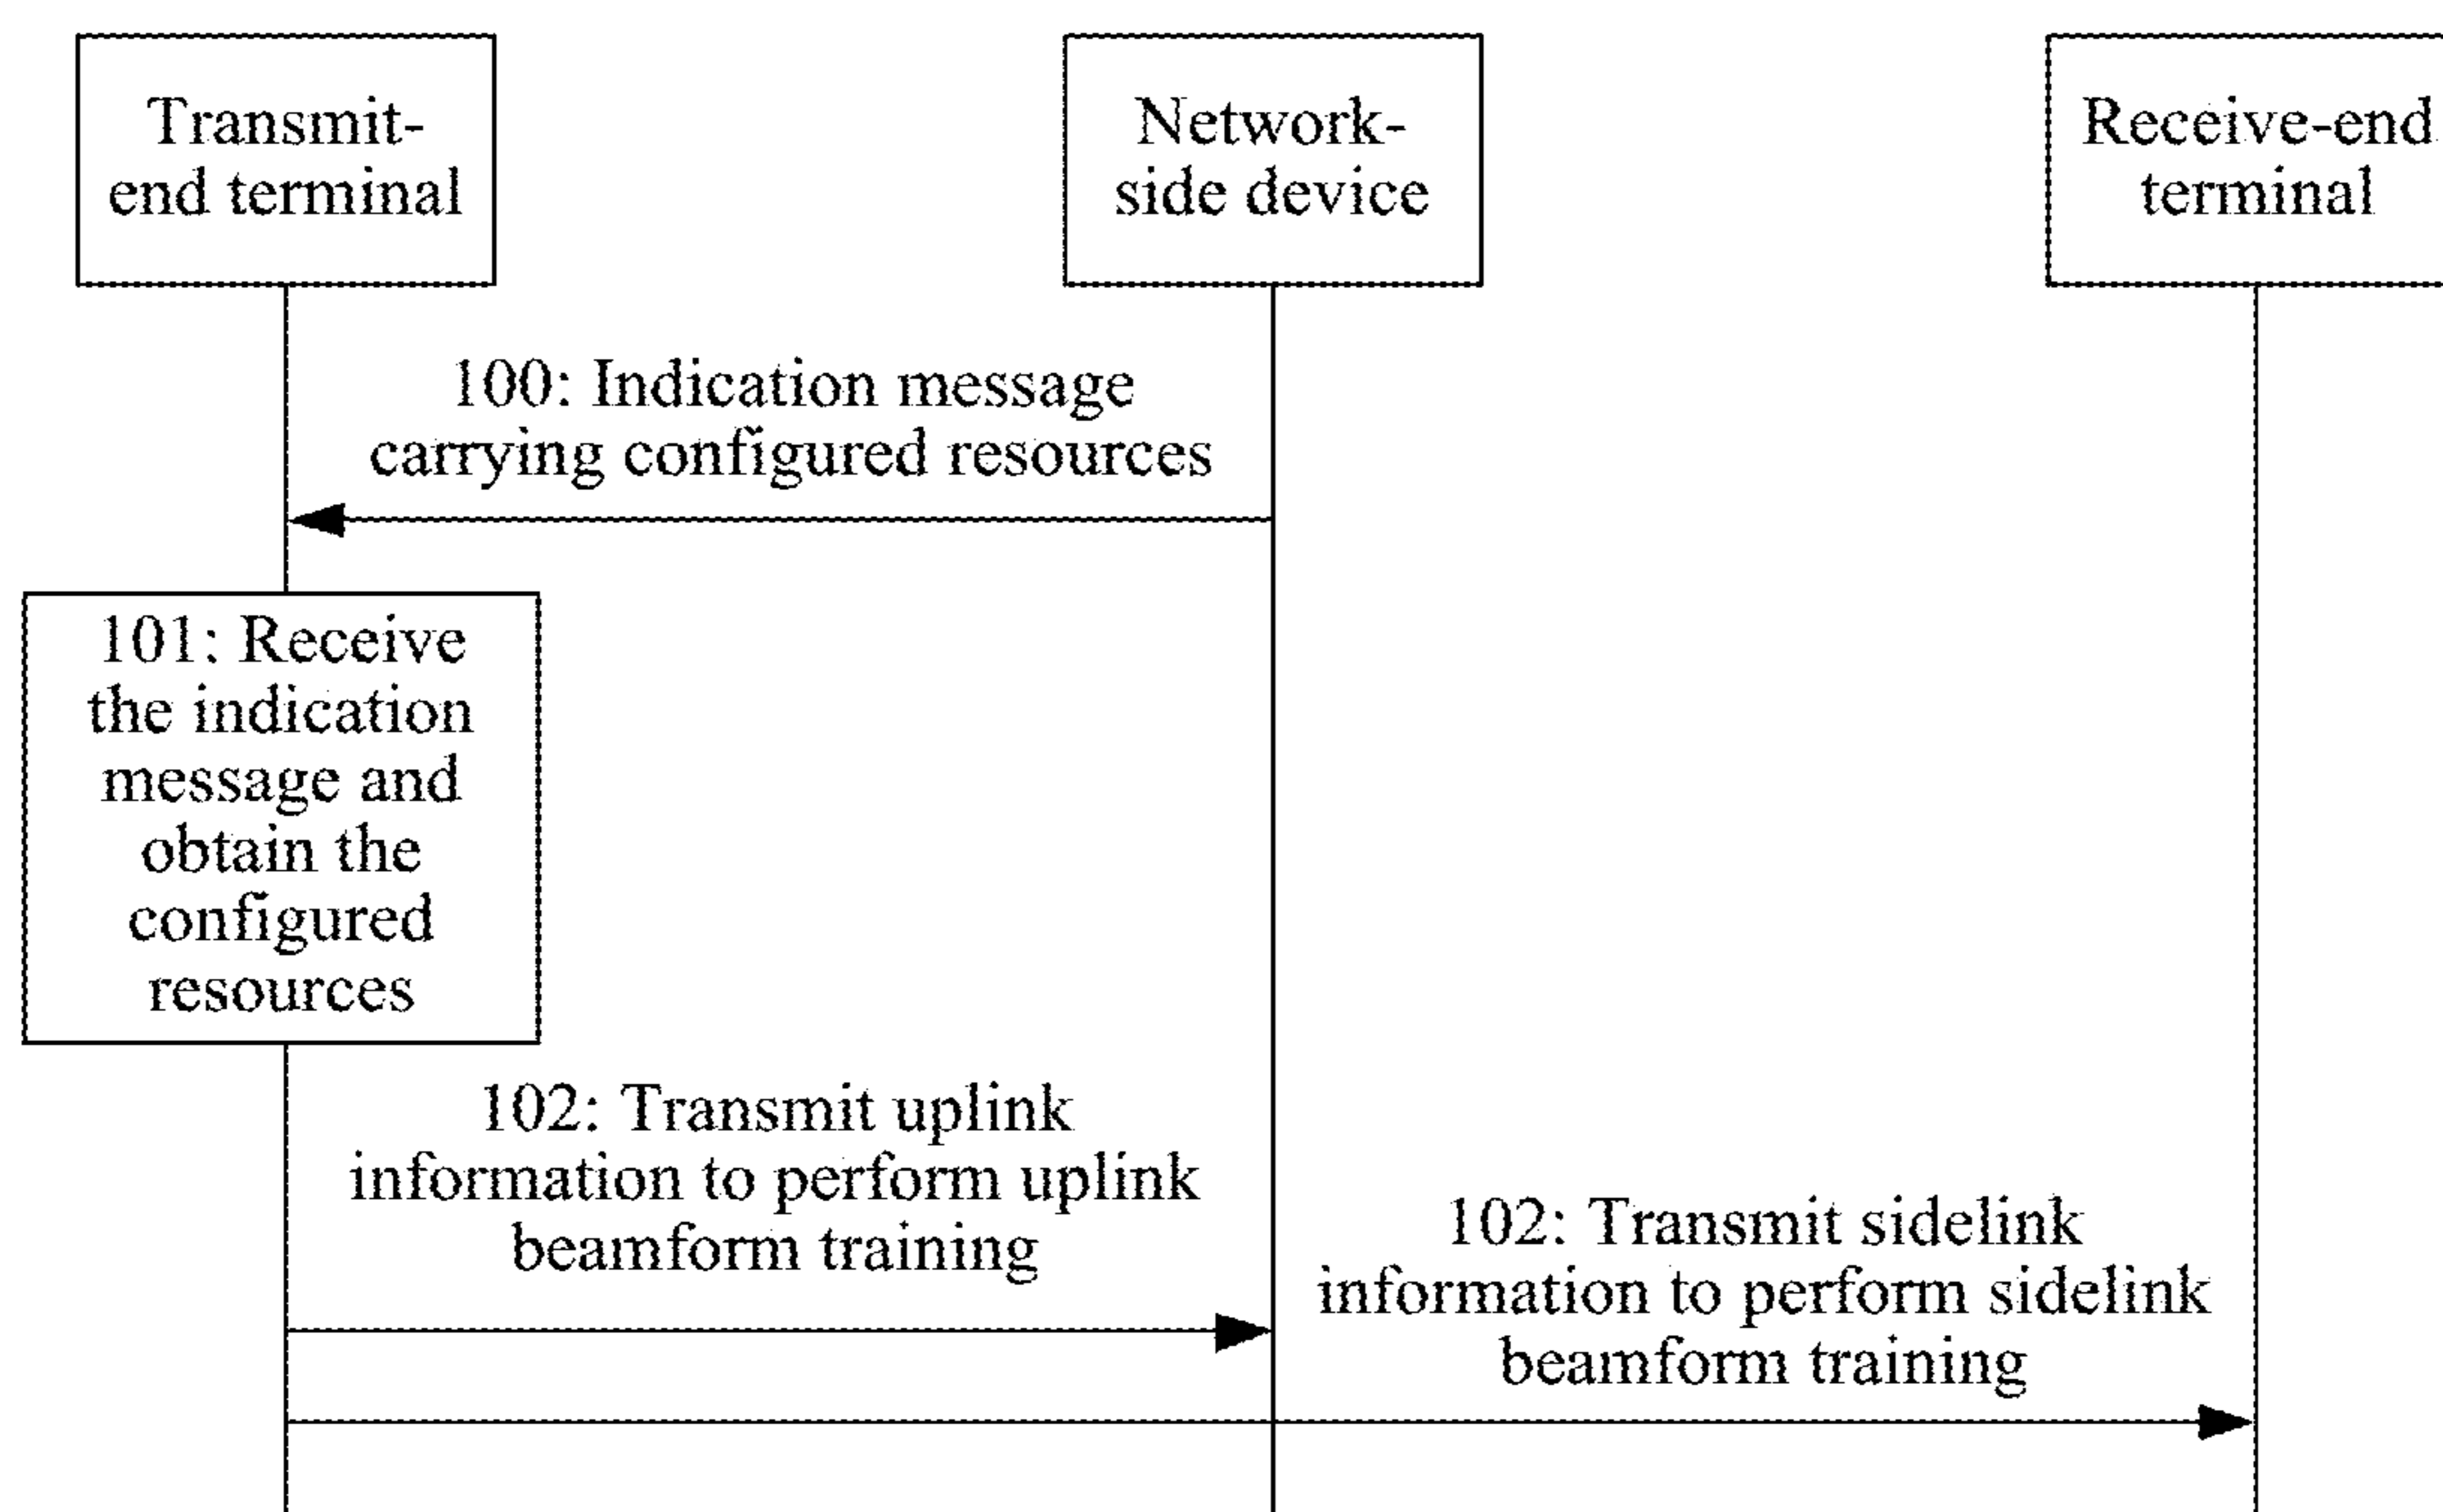 Transmit-
end terminal
Network-
side device
Receive-end
terminal
100: Indication message
carrying configured resources
101: Receive
the indication
message and
obtain the
configured
resources
102: Transmit uplink
information to perform uplink
beamform training
102: Transmit sidelink
information to perform sidelink
beamform training